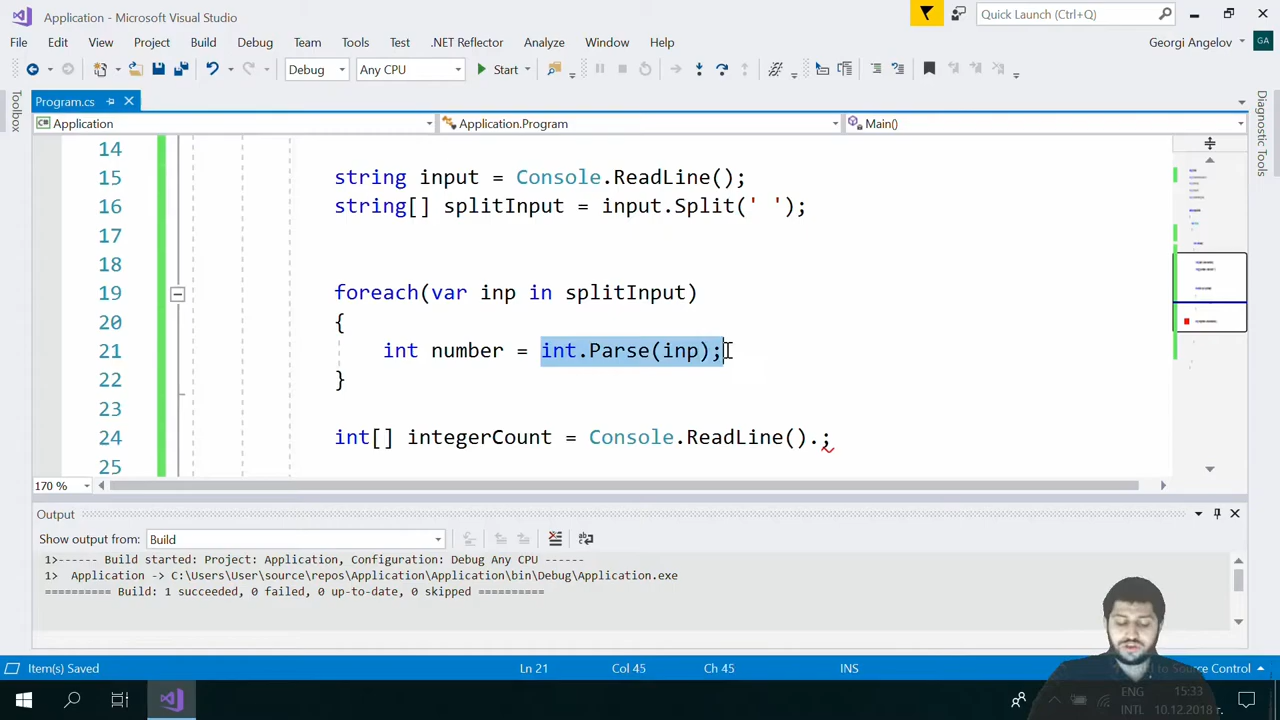 Application - Microsoft Visual Studio
Quick Launch (Ctrl+Q)
File Edit View Project Build Debug Team Tools Test .NET Reflector Analyze Window Help
Georgi Angelov GA
Debug Any CPU Start
Program.cs
Toolbox
Diagnostic Tools
Application Application.Program Main()
14
15 string input = Console.ReadLine();
16 string[] splitInput = input.Split(' ');
17
18
19 foreach(var inp in splitInput)
20 {
21 int number = int.Parse(inp);
22 }
23
24 int[] integerCount = Console.ReadLine().;
25
170 %
Output
Show output from: Build
1>------ Build started: Project: Application, Configuration: Debug Any CPU ------
1> Application -> C:\Users\User\source\repos\Application\Application\bin\Debug\Application.exe
========== Build: 1 succeeded, 0 failed, 0 up-to-date, 0 skipped ==========
Item(s) Saved Ln 21 Col 45 Ch 45 INS to Source Control
ENG 15:33
INTL 10.12.2018 г.